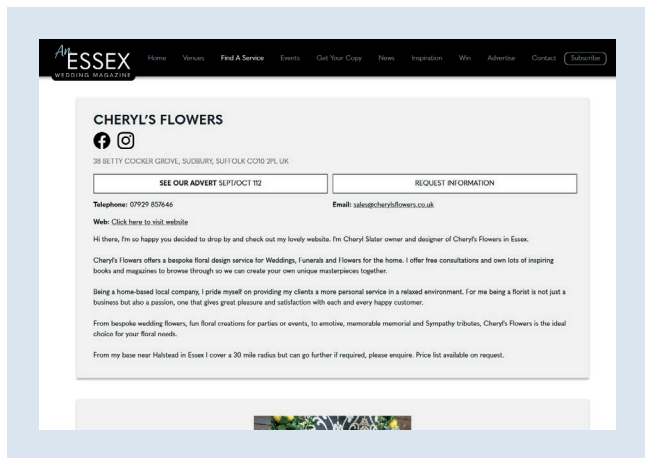 An
ESSEX
WEDDING MAGAZINE
Home Venues Find A Service Events Get Your Copy News Inspiration Win Advertise Contact Subscribe
CHERYL'S FLOWERS
38 BETTY COCKER GROVE, SUDBURY, SUFFOLK CO10 2PL UK
SEE OUR ADVERT SEPT/OCT 112 REQUEST INFORMATION
Telephone: 07929 857646 Email: sales@cherylsflowers.co.uk
Web: Click here to visit website
Hi there, I'm so happy you decided to drop by and check out my lovely website. I'm Cheryl Slater owner and designer of Cheryl's Flowers in Essex.
Cheryl's Flowers offers a bespoke floral design service for Weddings, Funerals and Flowers for the home. I offer free consultations and own lots of inspiring
books and magazines to browse through so we can create your own unique masterpieces together.
Being a home-based local company, I pride myself on providing my clients a more personal service in a relaxed environment. For me being a florist is not just a
business but also a passion, one that gives great pleasure and satisfaction with each and every happy customer.
From bespoke wedding flowers, fun floral creations for parties or events, to emotive, memorable memorial and Sympathy tributes, Cheryl's Flowers is the ideal
choice for your floral needs.
From my base near Halstead in Essex I cover a 30 mile radius but can go further if required, please enquire. Price list available on request.